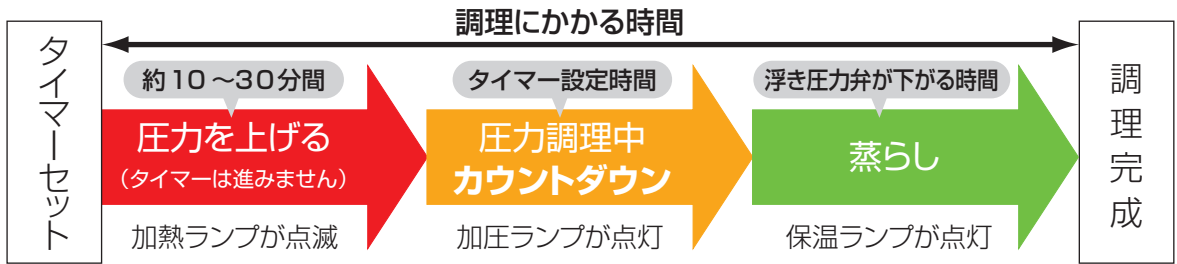 調理にかかる時間
タイマーセット
約10〜30分間
圧力を上げる
（タイマーは進みません）
加熱ランプが点滅
タイマー設定時間
圧力調理中
カウントダウン
加圧ランプが点灯
浮き圧力弁が下がる時間
蒸らし
保温ランプが点灯
調理完成